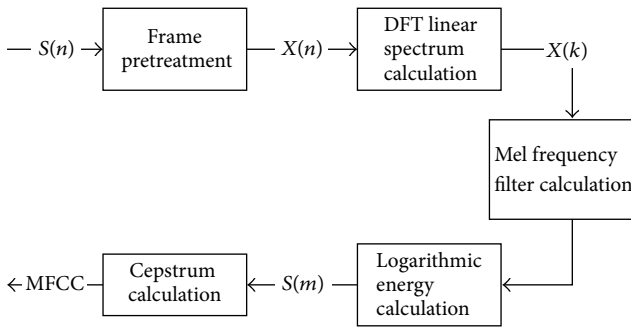 S(n)
Frame
pretreatment
X(n)
DFT linear
spectrum
calculation
X(k)
Mel frequency
filter calculation
Logarithmic
energy
calculation
S(m)
Cepstrum
calculation
MFCC